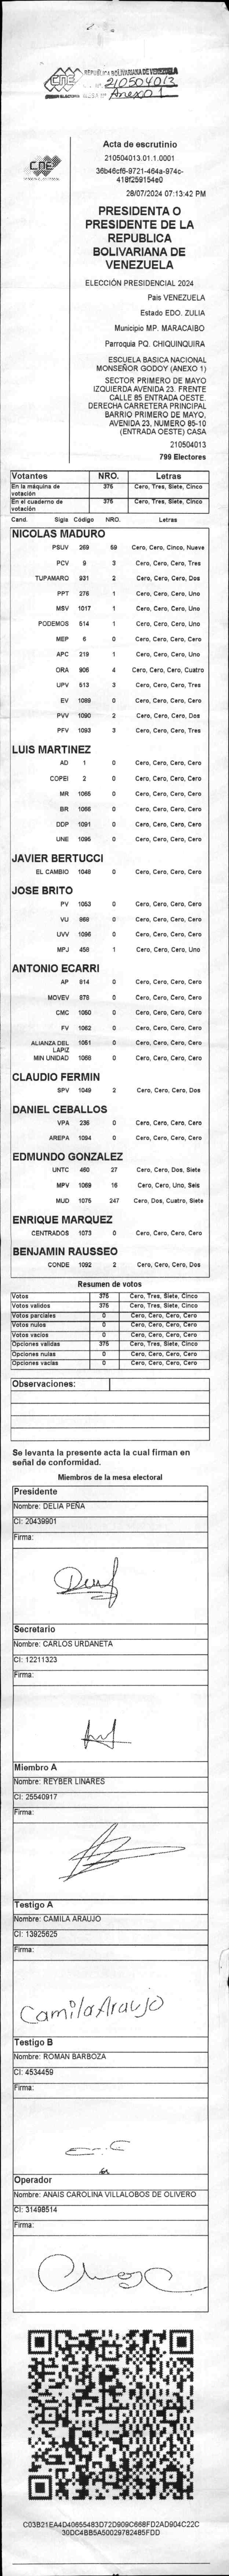 CNE REPÚBLICA BOLIVARIANA DE VENEZUELA
210504013
Anexo 1
CNE
Acta de escrutinio
210504013.01.1.0001
36b46cf6-9721-464a-974c-
418f259154e0
28/07/2024 07:13:42 PM
PRESIDENTA O
PRESIDENTE DE LA
REPUBLICA
BOLIVARIANA DE
VENEZUELA
ELECCIÓN PRESIDENCIAL 2024
Pais VENEZUELA
Estado EDO. ZULIA
Municipio MP. MARACAIBO
Parroquia PQ. CHIQUINQUIRA
ESCUELA BASICA NACIONAL
MONSEÑOR GODOY (ANEXO 1)
SECTOR PRIMERO DE MAYO
IZQUIERDA AVENIDA 23. FRENTE
CALLE 85 ENTRADA OESTE.
DERECHA CARRETERA PRINCIPAL
BARRIO PRIMERO DE MAYO,
AVENIDA 23, NUMERO 85-10
(ENTRADA OESTE) CASA
210504013
799 Electores
Votantes NRO. Letras
En la máquina de votación 375 Cero, Tres, Siete, Cinco
En el cuaderno de votación 375 Cero, Tres, Siete, Cinco
Cand. Sigla Código NRO. Letras
NICOLAS MADURO
PSUV 269 59 Cero, Cero, Cinco, Nueve
PCV 9 3 Cero, Cero, Cero, Tres
TUPAMARO 931 2 Cero, Cero, Cero, Dos
PPT 275 1 Cero, Cero, Cero, Uno
MSV 1017 1 Cero, Cero, Cero, Uno
PODEMOS 514 1 Cero, Cero, Cero, Uno
MEP 6 0 Cero, Cero, Cero, Cero
APC 219 1 Cero, Cero, Cero, Uno
ORA 906 4 Cero, Cero, Cero, Cuatro
UPV 513 3 Cero, Cero, Cero, Tres
EV 1089 0 Cero, Cero, Cero, Cero
PVV 1090 2 Cero, Cero, Cero, Dos
PFV 1093 3 Cero, Cero, Cero, Tres
LUIS MARTINEZ
AD 1 0 Cero, Cero, Cero, Cero
COPEI 2 0 Cero, Cero, Cero, Cero
MR 1065 0 Cero, Cero, Cero, Cero
BR 1066 0 Cero, Cero, Cero, Cero
DDP 1091 0 Cero, Cero, Cero, Cero
UNE 1095 0 Cero, Cero, Cero, Cero
JAVIER BERTUCCI
EL CAMBIO 1048 0 Cero, Cero, Cero, Cero
JOSE BRITO
PV 1053 0 Cero, Cero, Cero, Cero
VU 868 0 Cero, Cero, Cero, Cero
UVV 1096 0 Cero, Cero, Cero, Cero
MPJ 458 1 Cero, Cero, Cero, Uno
ANTONIO ECARRI
AP 814 0 Cero, Cero, Cero, Cero
MOVEV 878 0 Cero, Cero, Cero, Cero
CMC 1050 0 Cero, Cero, Cero, Cero
FV 1062 0 Cero, Cero, Cero, Cero
ALIANZA DEL LAPIZ 1051 0 Cero, Cero, Cero, Cero
MIN UNIDAD 1068 0 Cero, Cero, Cero, Cero
CLAUDIO FERMIN
SPV 1049 2 Cero, Cero, Cero, Dos
DANIEL CEBALLOS
VPA 236 0 Cero, Cero, Cero, Cero
AREPA 1094 0 Cero, Cero, Cero, Cero
EDMUNDO GONZALEZ
UNTC 460 27 Cero, Cero, Dos, Siete
MPV 1069 16 Cero, Cero, Uno, Seis
MUD 1075 247 Cero, Dos, Cuatro, Siete
ENRIQUE MARQUEZ
CENTRADOS 1073 0 Cero, Cero, Cero, Cero
BENJAMIN RAUSSEO
CONDE 1092 2 Cero, Cero, Cero, Dos
Resumen de votos
Votos 375 Cero, Tres, Siete, Cinco
Votos validos 375 Cero, Tres, Siete, Cinco
Votos parciales 0 Cero, Cero, Cero, Cero
Votos nulos 0 Cero, Cero, Cero, Cero
Votos vacios 0 Cero, Cero, Cero, Cero
Opciones validas 375 Cero, Tres, Siete, Cinco
Opciones nulas 0 Cero, Cero, Cero, Cero
Opciones vacias 0 Cero, Cero, Cero, Cero
Observaciones:
Se levanta la presente acta la cual firman en
señal de conformidad.
Miembros de la mesa electoral
Presidente
Nombre: DELIA PEÑA
CI: 20439901
Firma:
Secretario
Nombre: CARLOS URDANETA
CI: 12211323
Firma:
Miembro A
Nombre: REYBER LINARES
CI: 25540917
Firma:
Testigo A
Nombre: CAMILA ARAUJO
CI: 13925625
Firma:
Camila Araujo
Testigo B
Nombre: ROMAN BARBOZA
CI: 4534459
Firma:
Operador
Nombre: ANAIS CAROLINA VILLALOBOS DE OLIVERO
CI: 31498514
Firma:
C03B21EA4D40655483D72D909C668FD2AD904C22C
30DC4BB5A50029782485FDD